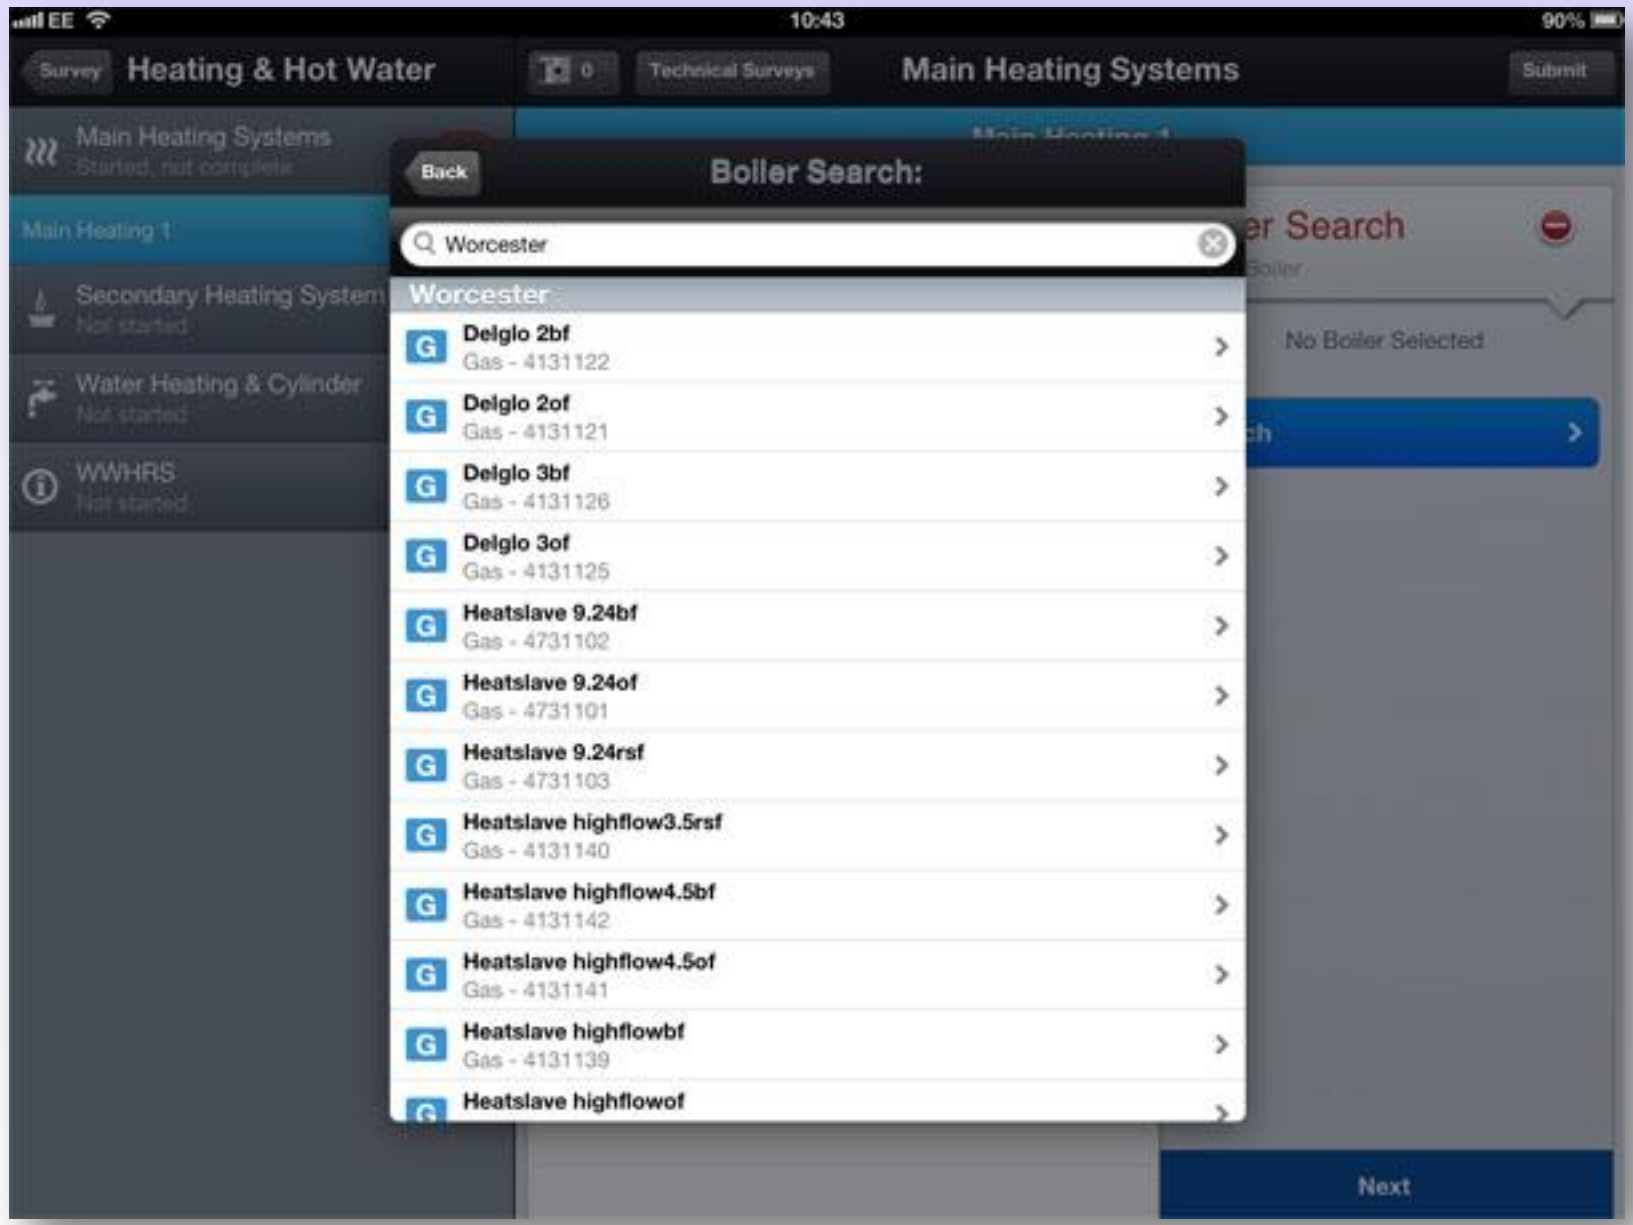 EE 10:43 90%
Survey Heating & Hot Water 0 Technical Surveys Main Heating Systems Submit
Main Heating Systems
Started, not complete
Main Heating 1
Main Heating 1
Secondary Heating System
Not started
Water Heating & Cylinder
Not started
WWHRS
Not started
Back Boiler Search:
Worcester
Worcester
G Delglo 2bf
Gas - 4131122
G Delglo 2of
Gas - 4131121
G Delglo 3bf
Gas - 4131126
G Delglo 3of
Gas - 4131125
G Heatslave 9.24bf
Gas - 4731102
G Heatslave 9.24of
Gas - 4731101
G Heatslave 9.24rsf
Gas - 4731103
G Heatslave highflow3.5rsf
Gas - 4131140
G Heatslave highflow4.5bf
Gas - 4131142
G Heatslave highflow4.5of
Gas - 4131141
G Heatslave highflowbf
Gas - 4131139
G Heatslave highflowof
er Search
Boiler
No Boiler Selected
ch
Next